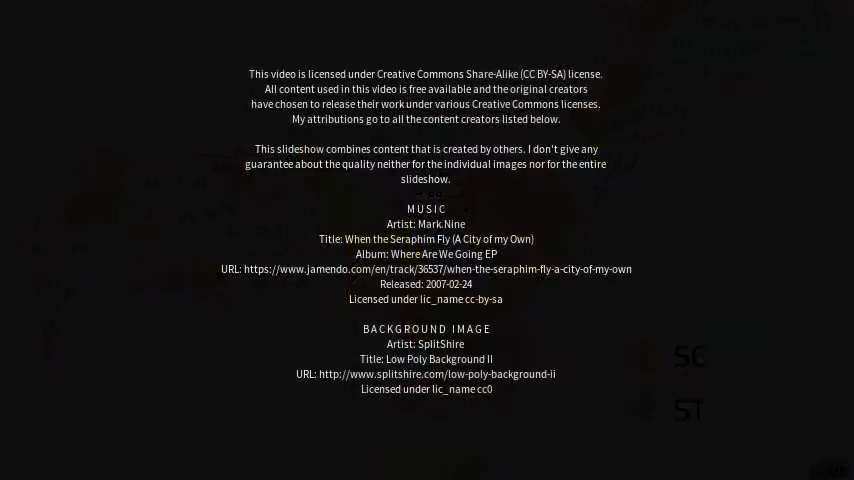 This video is licensed under Creative Commons Share-Alike (CC BY-SA) license.
All content used in this video is free available and the original creators
have chosen to release their work under various Creative Commons licenses.
My attributions go to all the content creators listed below.
This slideshow combines content that is created by others. I don't give any
guarantee about the quality neither for the individual images nor for the entire
slideshow.
MUSIC
Artist: Mark.Nine
Title: When the Seraphim Fly (A City of my Own)
Album: Where Are We Going EP
URL: https://www.jamendo.com/en/track/36537/when-the-seraphim-fly-a-city-of-my-own
Released: 2007-02-24
Licensed under lic_name cc-by-sa
BACKGROUND IMAGE
Artist: SplitShire
Title: Low Poly Background II
URL: http://www.splitshire.com/low-poly-background-ii
Licensed under lic_name cc0
SC
ST